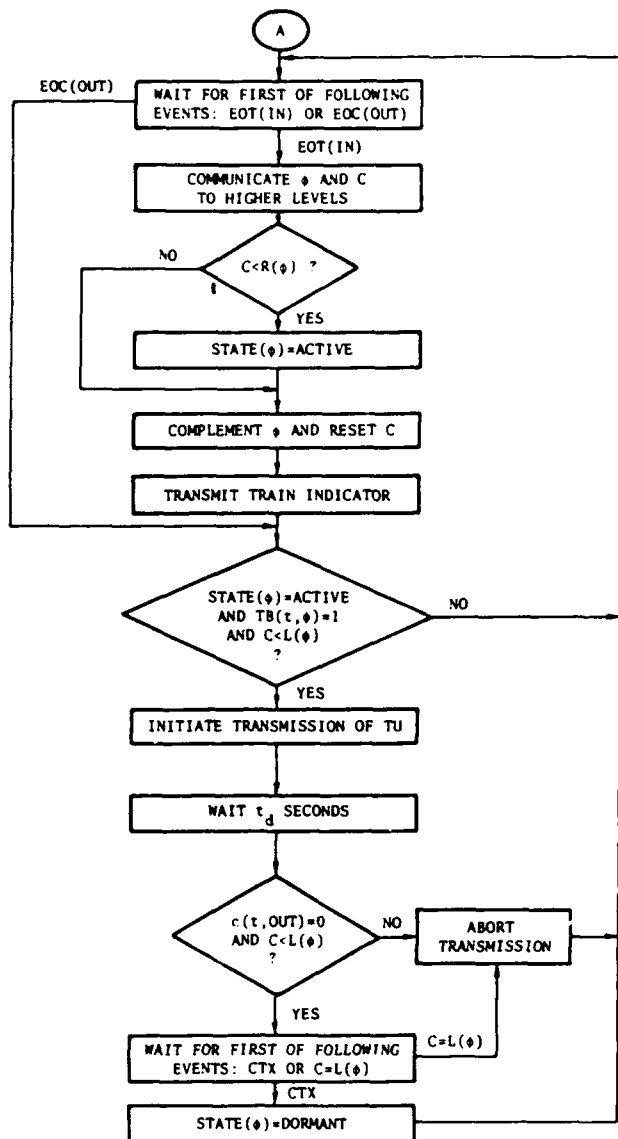 A
EOC(OUT)
WAIT FOR FIRST OF FOLLOWING
EVENTS: EOT(IN) OR EOC(OUT)
EOT(IN)
COMMUNICATE φ AND C
TO HIGHER LEVELS
NO
C<R(φ) ?
YES
STATE(φ)=ACTIVE
COMPLEMENT φ AND RESET C
TRANSMIT TRAIN INDICATOR
STATE(φ)=ACTIVE
AND TB(t,φ)=1
AND C<L(φ)
?
NO
YES
INITIATE TRANSMISSION OF TU
WAIT t_d SECONDS
c(t,OUT)=0
AND C<L(φ)
?
NO
ABORT
TRANSMISSION
YES
WAIT FOR FIRST OF FOLLOWING
EVENTS: CTX OR C=L(φ)
C=L(φ)
CTX
STATE(φ)=DORMANT